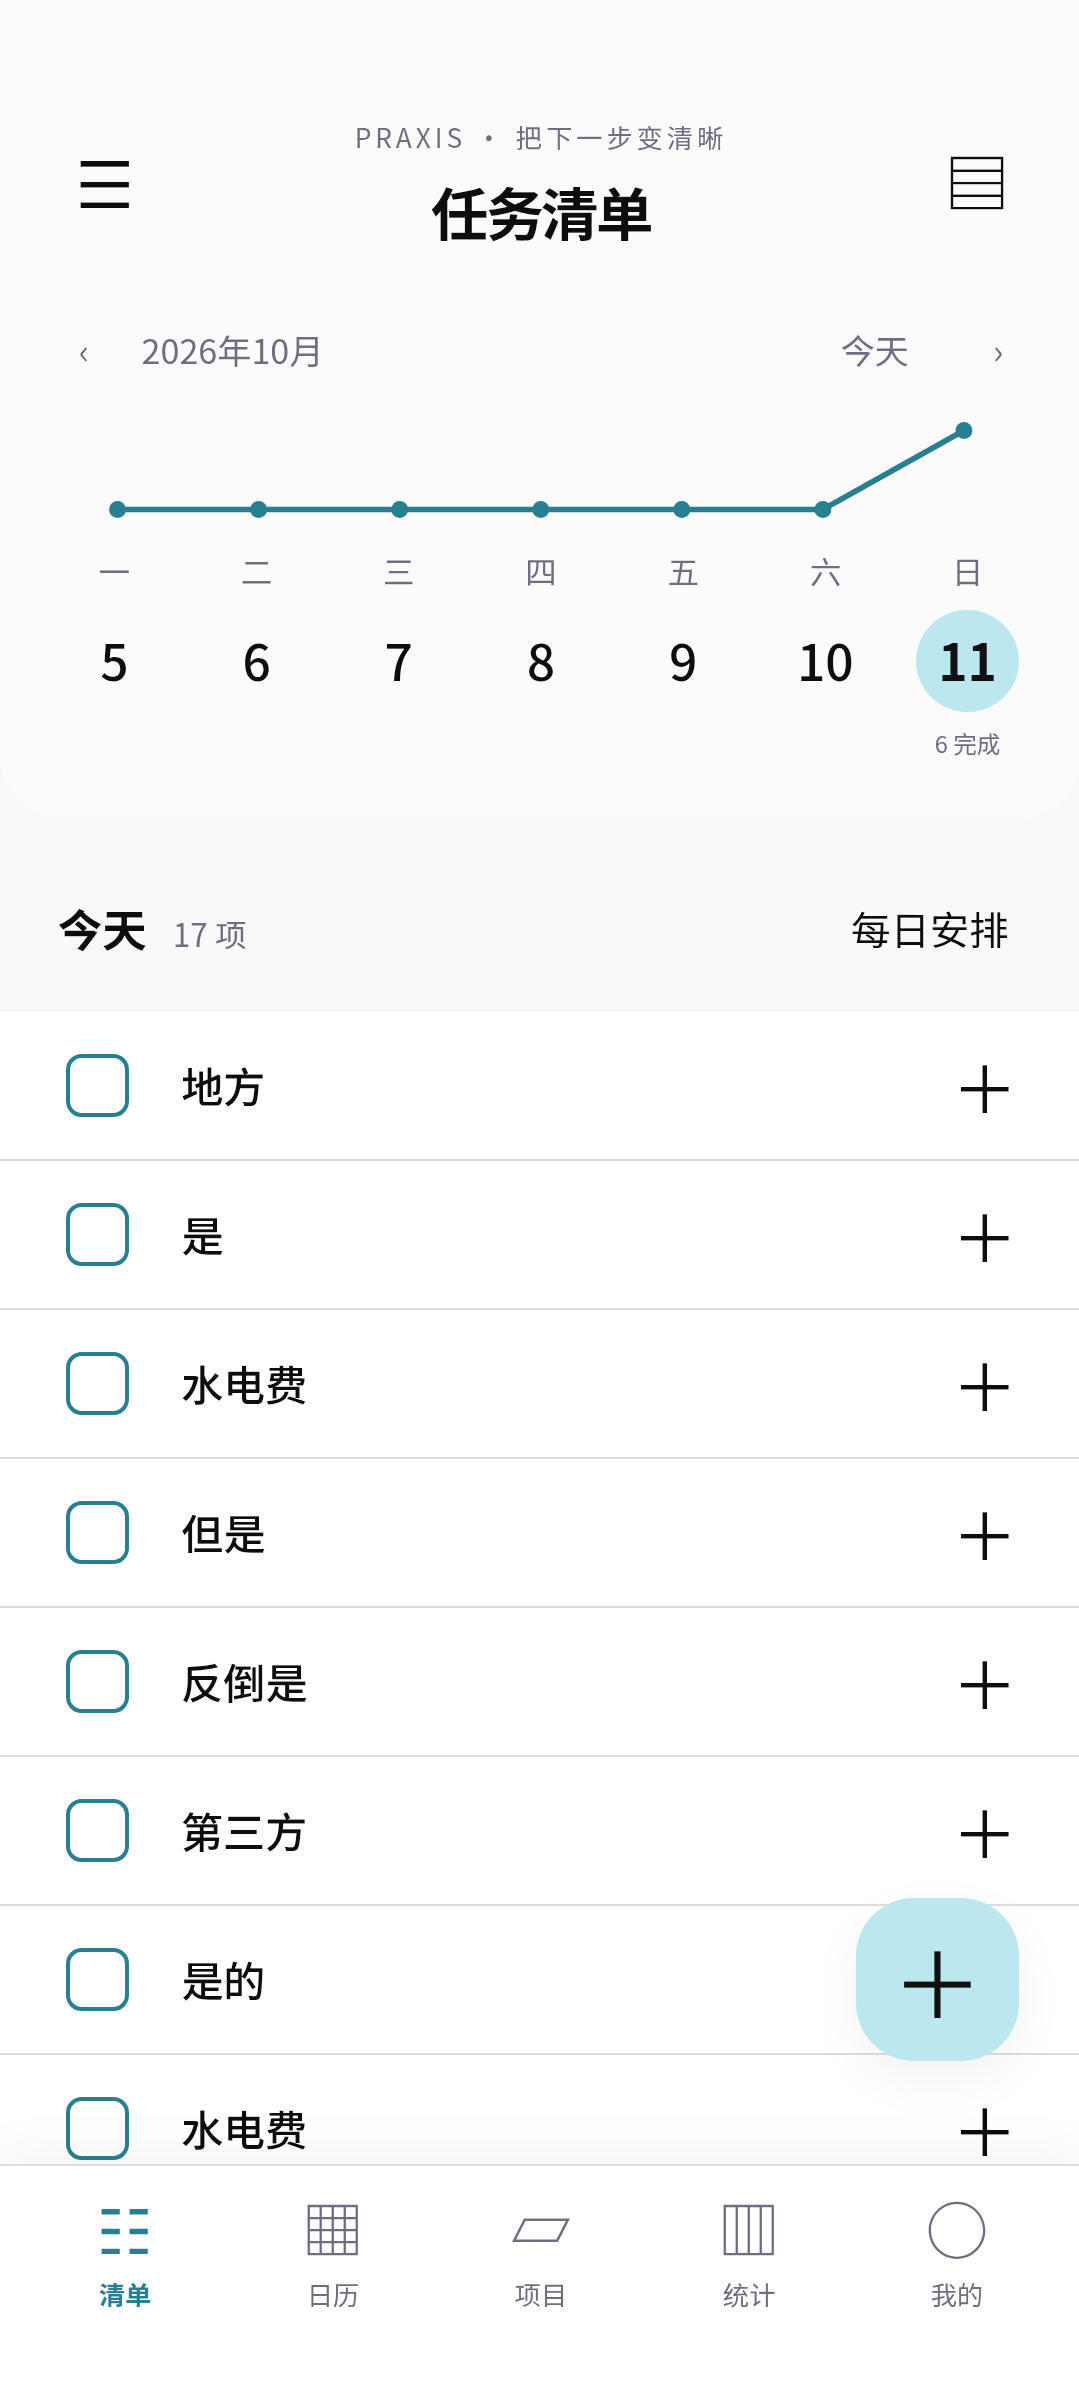 PRAXIS · 把下一步变清晰
任务清单
‹ 2026年10月 今天 ›
一 二 三 四 五 六 日
5 6 7 8 9 10 11
6 完成
今天 17 项 每日安排
地方
是
水电费
但是
反倒是
第三方
是的
水电费
清单 日历 项目 统计 我的